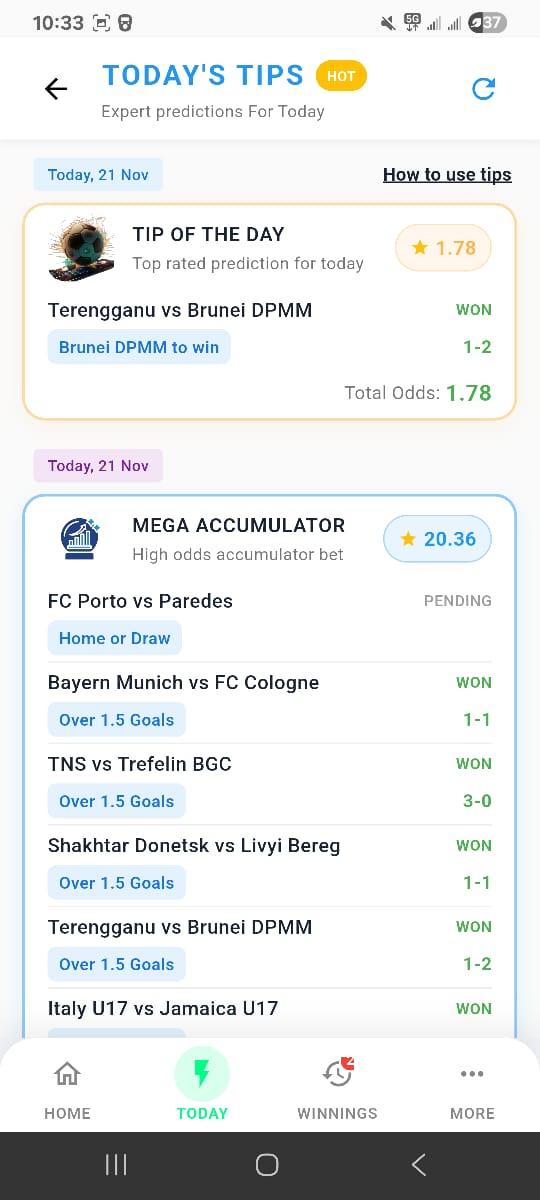 10:33
5G
37
TODAY'S TIPS HOT
Expert predictions For Today
Today, 21 Nov
How to use tips
TIP OF THE DAY
1.78
Top rated prediction for today
Terengganu vs Brunei DPMM
WON
Brunei DPMM to win
1-2
Total Odds: 1.78
Today, 21 Nov
MEGA ACCUMULATOR
20.36
High odds accumulator bet
FC Porto vs Paredes
PENDING
Home or Draw
Bayern Munich vs FC Cologne
WON
Over 1.5 Goals
1-1
TNS vs Trefelin BGC
WON
Over 1.5 Goals
3-0
Shakhtar Donetsk vs Livyi Bereg
WON
Over 1.5 Goals
1-1
Terengganu vs Brunei DPMM
WON
Over 1.5 Goals
1-2
Italy U17 vs Jamaica U17
WON
HOME
TODAY
WINNINGS
MORE